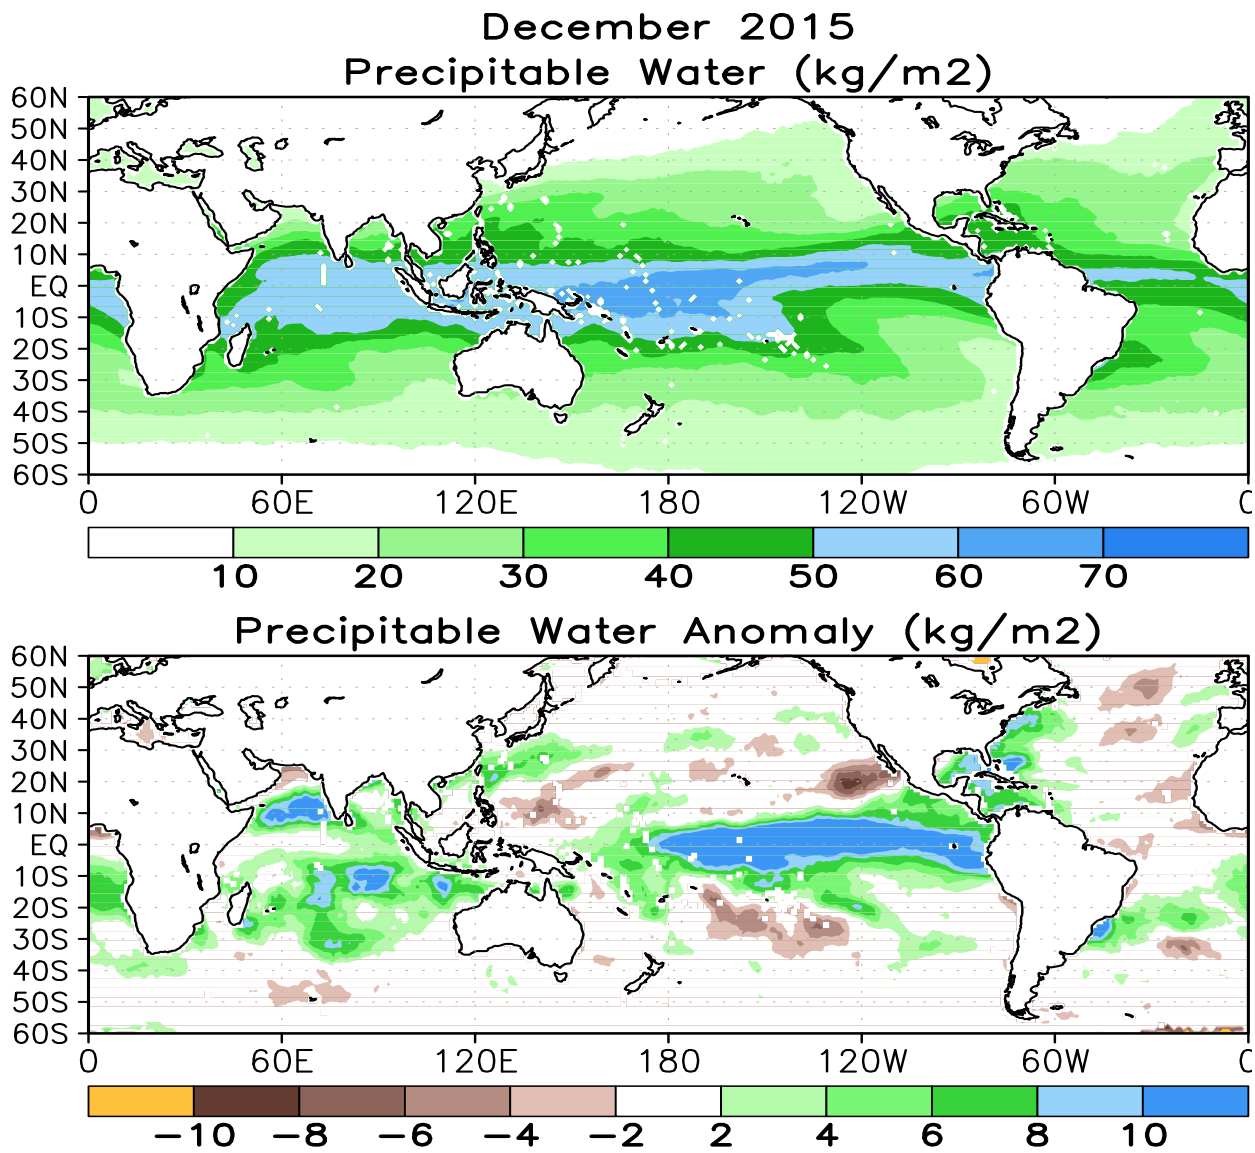 December 2015
Precipitable Water (kg/m2)
60N
50N
40N
30N
20N
10N
EQ
10S
20S
30S
40S
50S
60S
0 60E 120E 180 120W 60W 0
10 20 30 40 50 60 70
Precipitable Water Anomaly (kg/m2)
60N
50N
40N
30N
20N
10N
EQ
10S
20S
30S
40S
50S
60S
0 60E 120E 180 120W 60W 0
−10 −8 −6 −4 −2 2 4 6 8 10